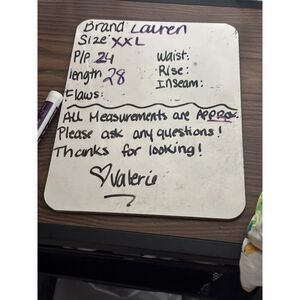 Brand Lauren
Size XXL
P/P 24
Waist:
length 28
Rise:
Inseam:
Flaws:
All Measurements are Approx.
Please ask any questions!
Thanks for looking!
♡Valerie